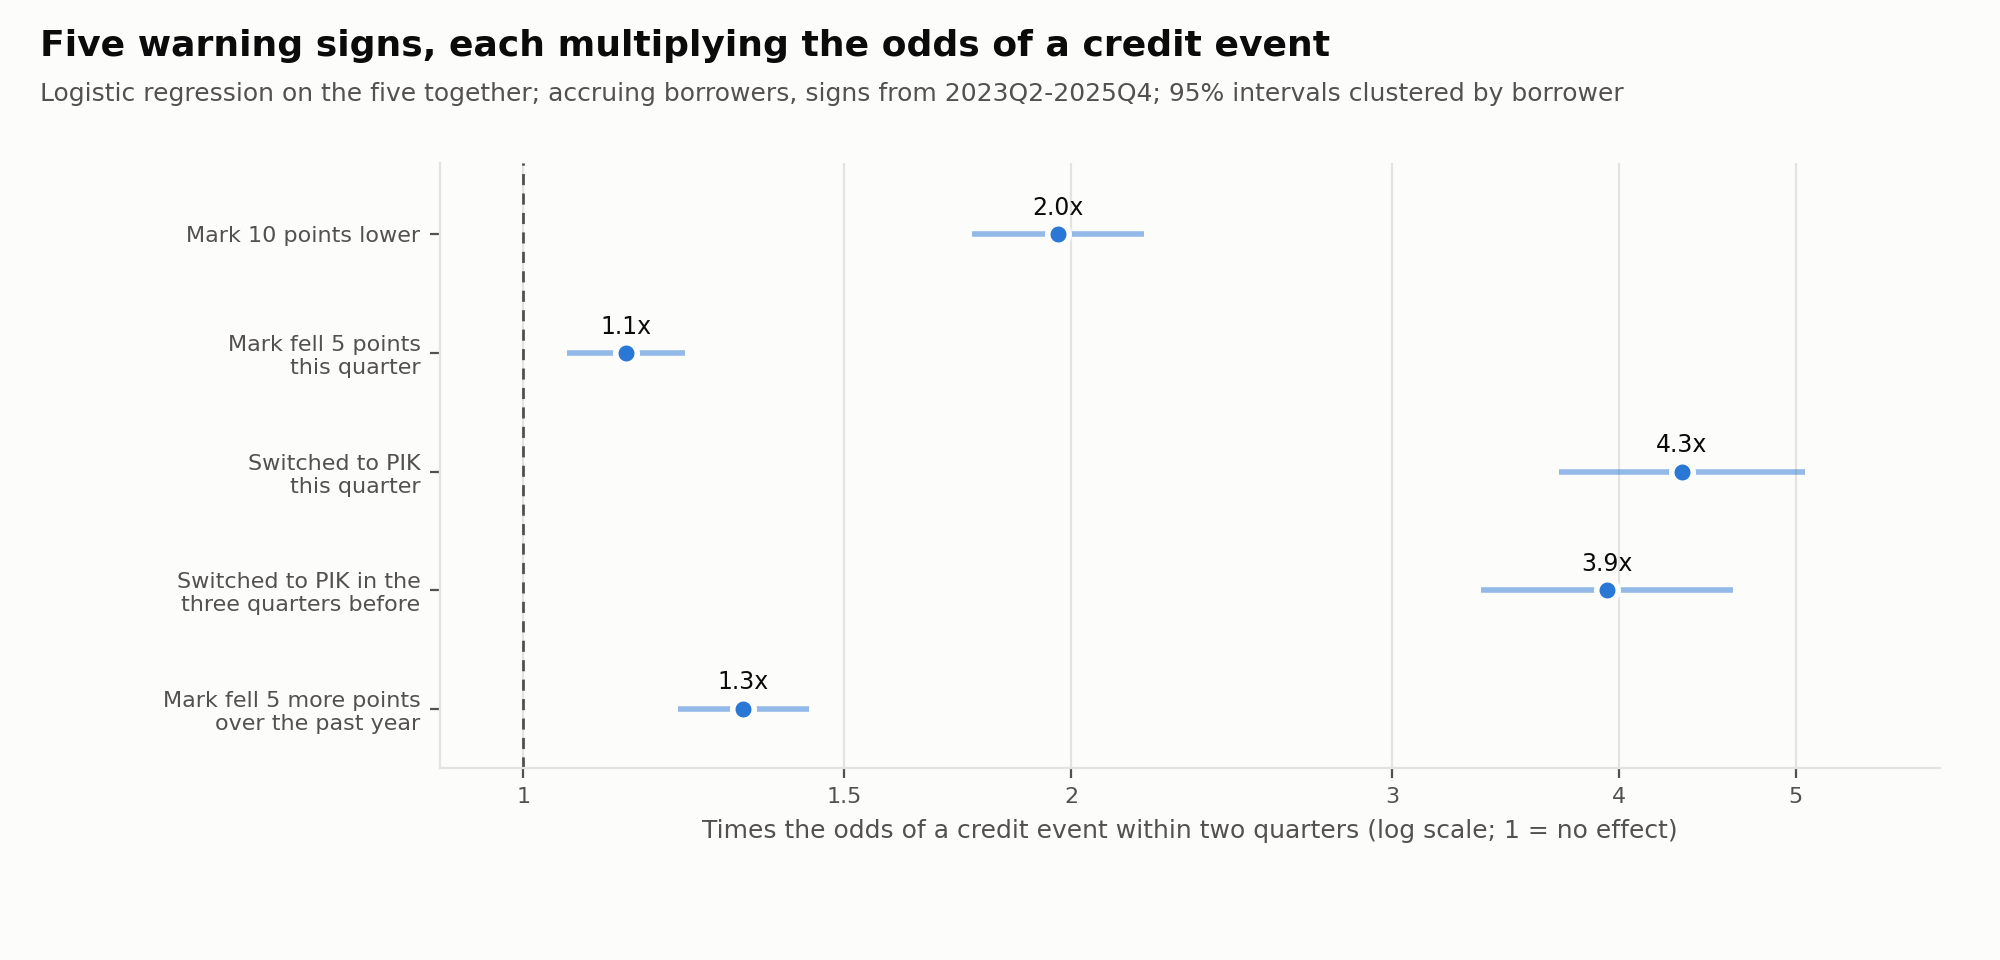 Five warning signs, each multiplying the odds of a credit event
Logistic regression on the five together; accruing borrowers, signs from 2023Q2-2025Q4; 95% intervals clustered by borrower
Mark 10 points lower
2.0x
Mark fell 5 points
this quarter
1.1x
Switched to PIK
this quarter
4.3x
Switched to PIK in the
three quarters before
3.9x
Mark fell 5 more points
over the past year
1.3x
1 1.5 2 3 4 5
Times the odds of a credit event within two quarters (log scale; 1 = no effect)